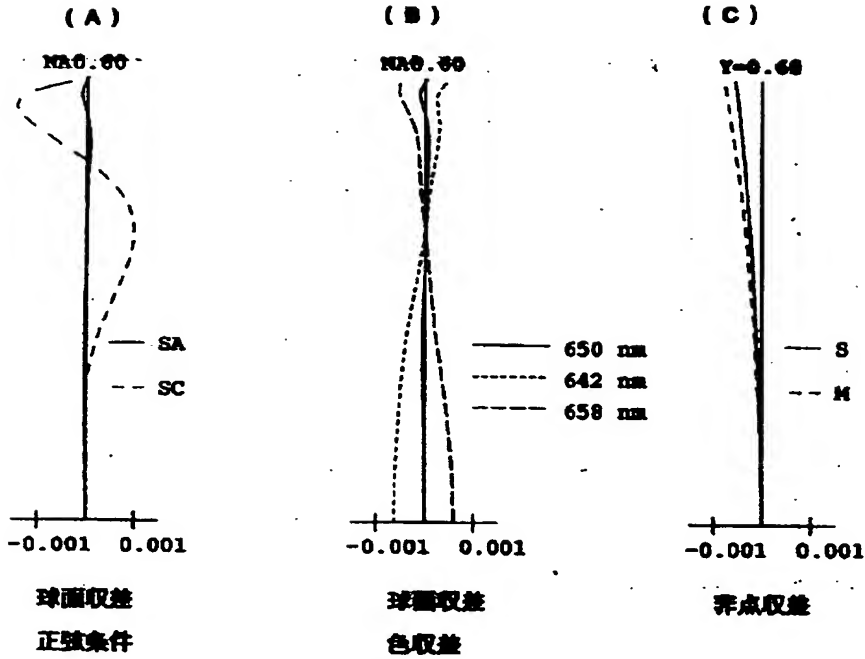 (A)
(B)
(C)
NA0.60
NA0.60
Y=0.68
SA
SC
650 nm
642 nm
658 nm
S
M
-0.001
0.001
-0.001
0.001
-0.001
0.001
球面収差
正弦条件
球面収差
色収差
非点収差